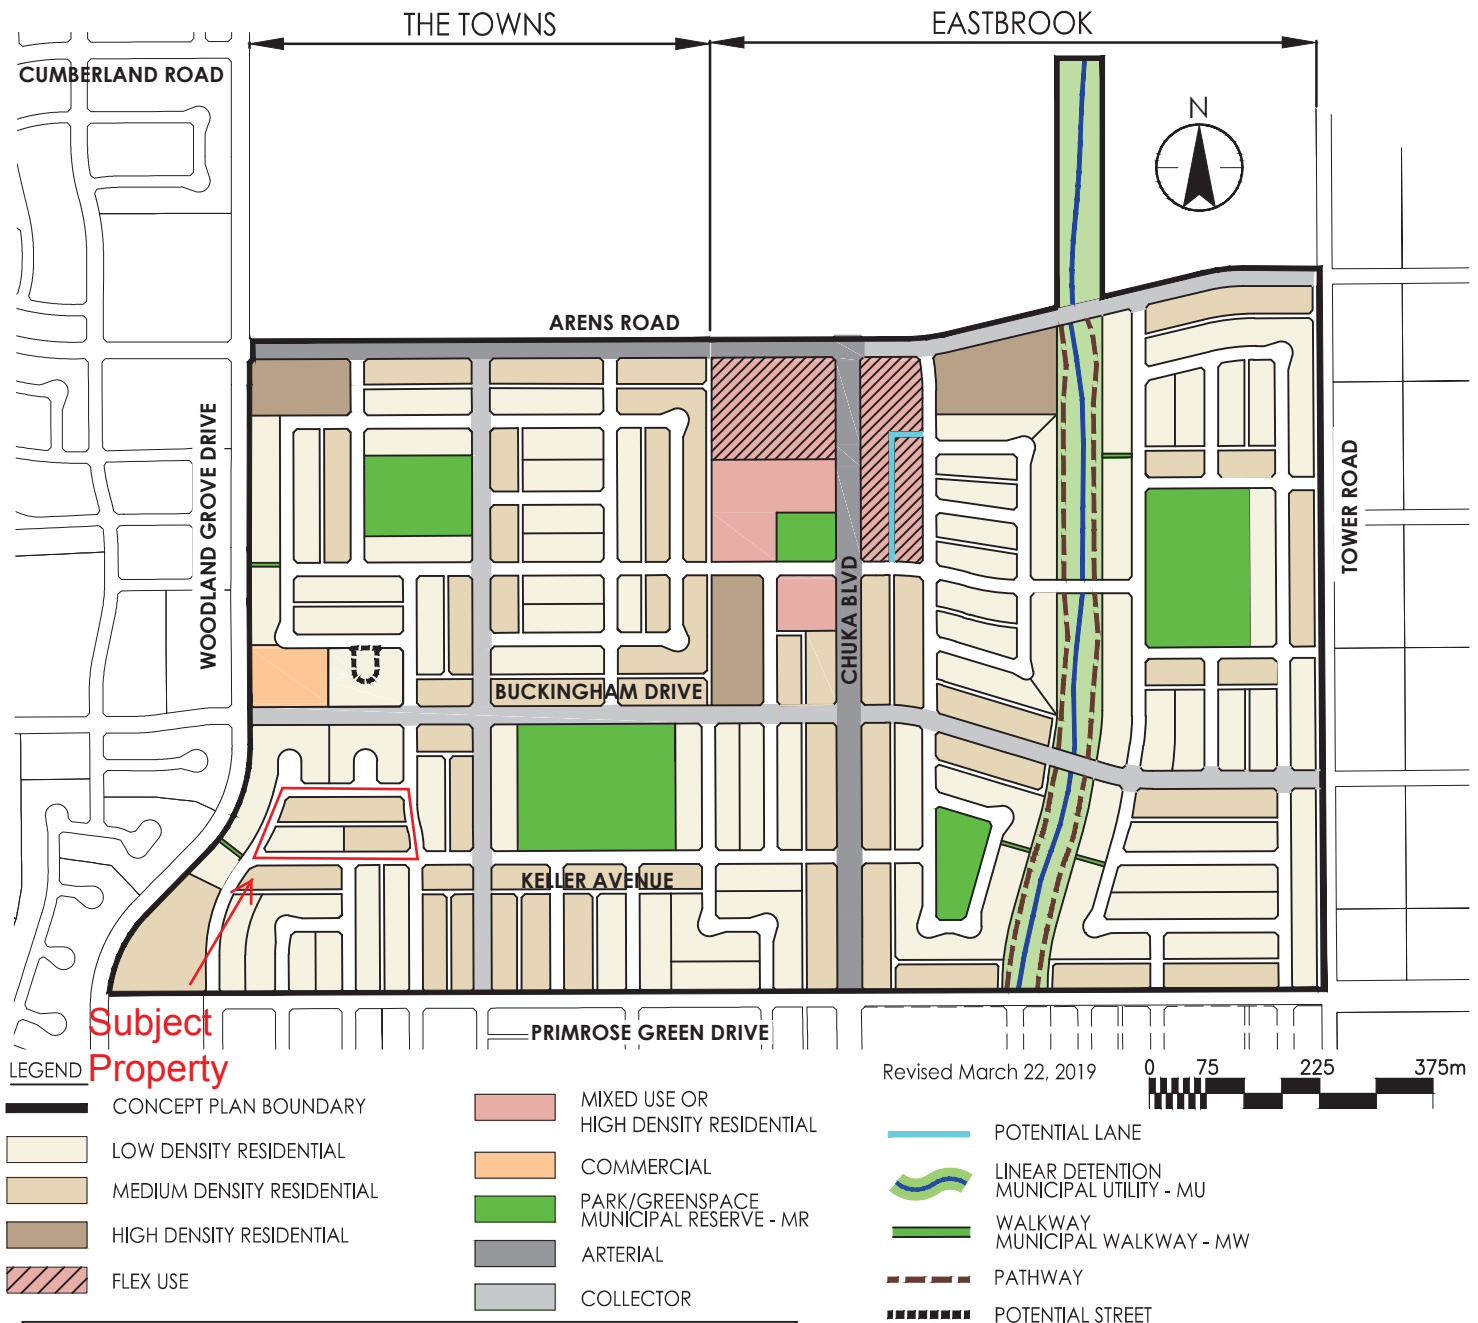 THE TOWNS
EASTBROOK
CUMBERLAND ROAD
N
ARENS ROAD
WOODLAND GROVE DRIVE
CHUKA BLVD
TOWER ROAD
BUCKINGHAM DRIVE
KELLER AVENUE
Subject
Property
PRIMROSE GREEN DRIVE
Revised March 22, 2019
0 75 225 375m
LEGEND
CONCEPT PLAN BOUNDARY
LOW DENSITY RESIDENTIAL
MEDIUM DENSITY RESIDENTIAL
HIGH DENSITY RESIDENTIAL
FLEX USE
MIXED USE OR
HIGH DENSITY RESIDENTIAL
COMMERCIAL
PARK/GREENSPACE
MUNICIPAL RESERVE - MR
ARTERIAL
COLLECTOR
POTENTIAL LANE
LINEAR DETENTION
MUNICIPAL UTILITY - MU
WALKWAY
MUNICIPAL WALKWAY - MW
PATHWAY
POTENTIAL STREET